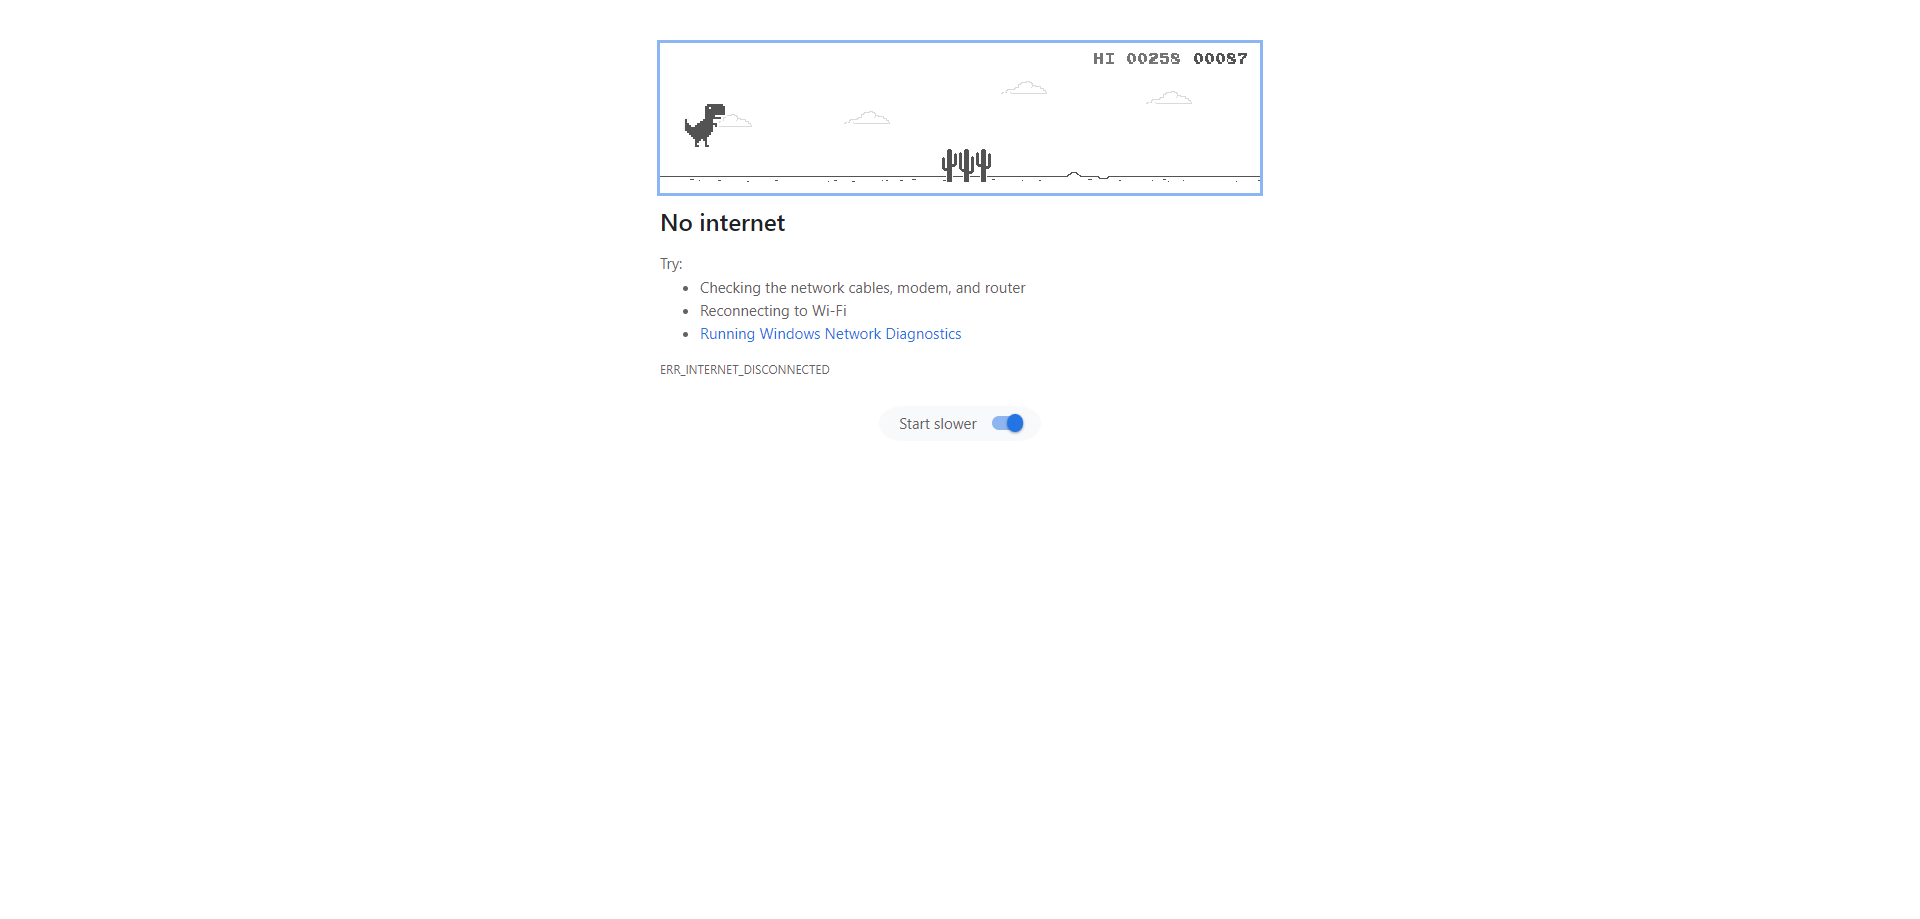 HI 00258 00087
No internet
Try:
Checking the network cables, modem, and router
Reconnecting to Wi-Fi
Running Windows Network Diagnostics
ERR_INTERNET_DISCONNECTED
Start slower